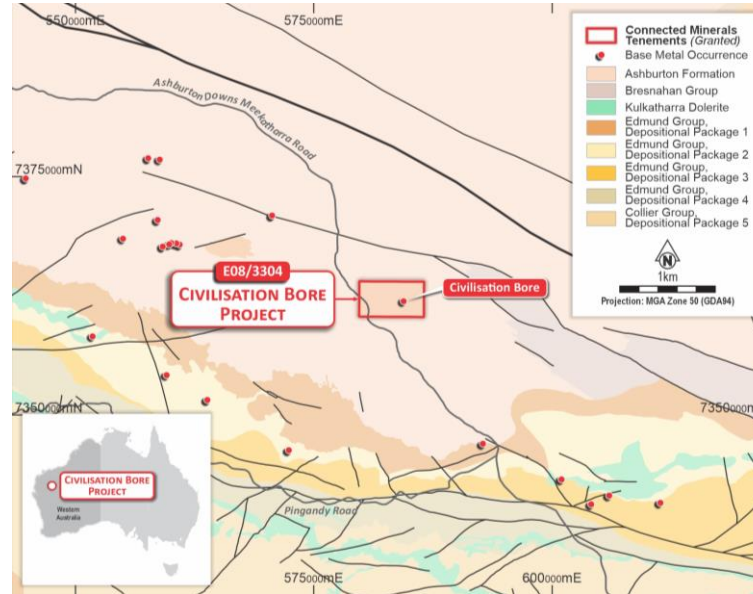 550000mE
575000mE
Ashburton Downs Meekatharra Road
7375000mN
E08/3304
CIVILISATION BORE
PROJECT
Civilisation Bore
7350000mN
7350000m
Pingandy Road
575000mE
600000mE
Connected Minerals
Tenements (Granted)
Base Metal Occurrence
Ashburton Formation
Bresnahan Group
Kulkatharra Dolerite
Edmund Group,
Depositional Package 1
Edmund Group,
Depositional Package 2
Edmund Group,
Depositional Package 3
Edmund Group,
Depositional Package 4
Collier Group,
Depositional Package 5
N
1km
Projection: MGA Zone 50 (GDA94)
CIVILISATION BORE
PROJECT
Western
Australia